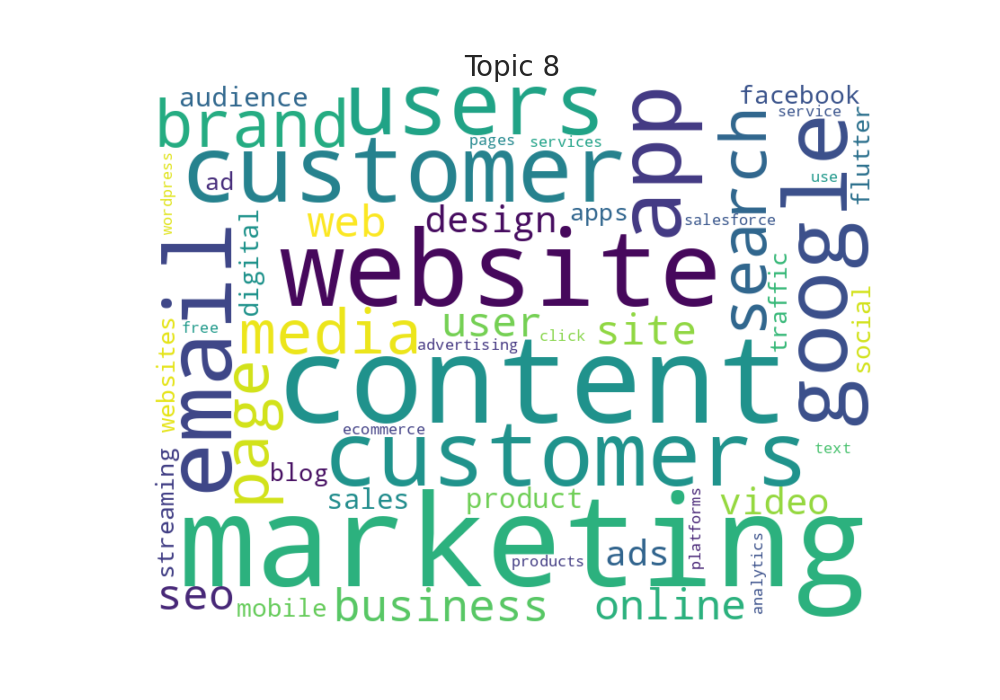 Topic 8
audience
brand
users
app
facebook
service
google
search
flutter
pages
services
customer
wordpress
ad
use
web
design
apps
salesforce
digital
email
website
traffic
social
media
user
site
free
click
advertising
websites
page
content
ecommerce
customers
text
blog
streaming
sales
product
video
platforms
marketing
ads
products
analytics
seo
mobile
business
online